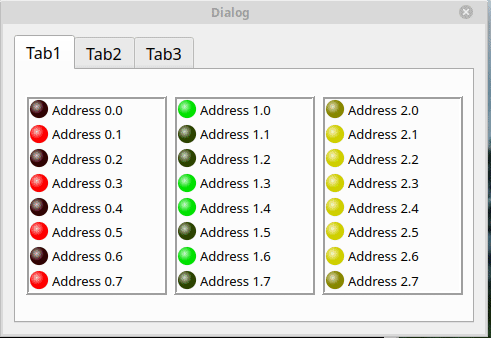 Dialog
Tab1 Tab2 Tab3
Address 0.0 Address 1.0 Address 2.0
Address 0.1 Address 1.1 Address 2.1
Address 0.2 Address 1.2 Address 2.2
Address 0.3 Address 1.3 Address 2.3
Address 0.4 Address 1.4 Address 2.4
Address 0.5 Address 1.5 Address 2.5
Address 0.6 Address 1.6 Address 2.6
Address 0.7 Address 1.7 Address 2.7